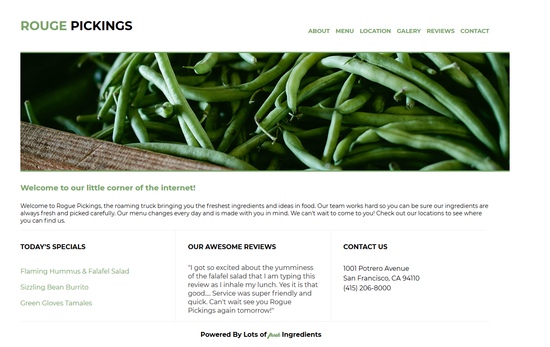 ROUGE PICKINGS
ABOUT MENU LOCATION GALERY REVIEWS CONTACT
Welcome to our little corner of the internet!
Welcome to Rogue Pickings, the roaming truck bringing you the freshest ingredients and ideas in food. Our team works hard so you can be sure our ingredients are
always fresh and picked carefully. Our menu changes every day and is made with you in mind. We can't wait to come to you! Check out our locations to see where
you can find us.
TODAY'S SPECIALS
Flaming Hummus & Falafel Salad
Sizzling Bean Burrito
Green Gloves Tamales
OUR AWESOME REVIEWS
"I got so excited about the yumminess
of the falafel salad that I am typing this
review as I inhale my lunch. Yes it is that
good.... Service was super friendly and
quick. Can't wait to see you Rogue
Pickings again tomorrow!"
CONTACT US
1001 Potrero Avenue
San Francisco, CA 94110
(415) 206-8000
Powered By Lots of fresh Ingredients